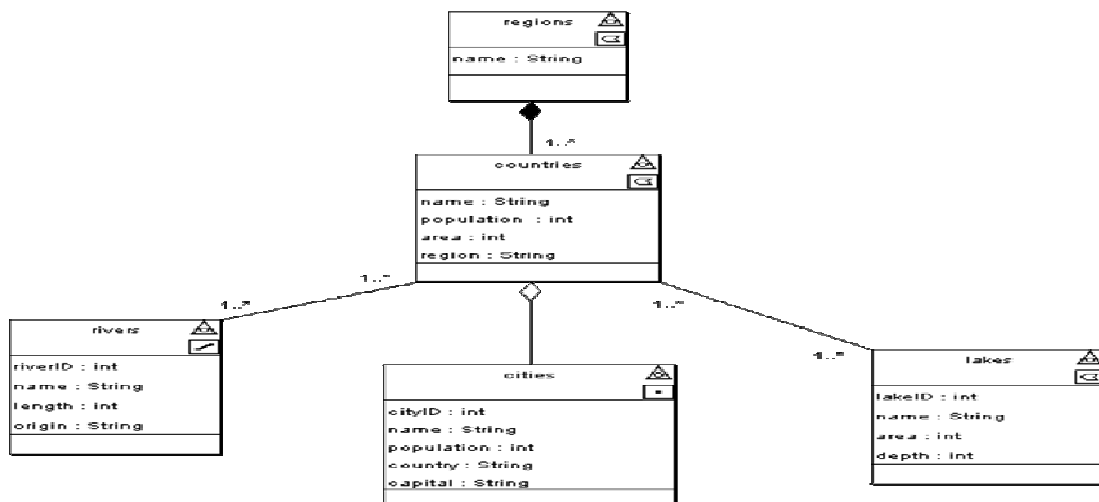 regions
name : String
1..*
countries
name : String
population : int
area : int
region : String
1..*
1..*
1..*
1..*
rivers
riverID : int
name : String
length : int
origin : String
cities
cityID : int
name : String
population : int
country : String
capital : String
lakes
lakeID : int
name : String
area : int
depth : int